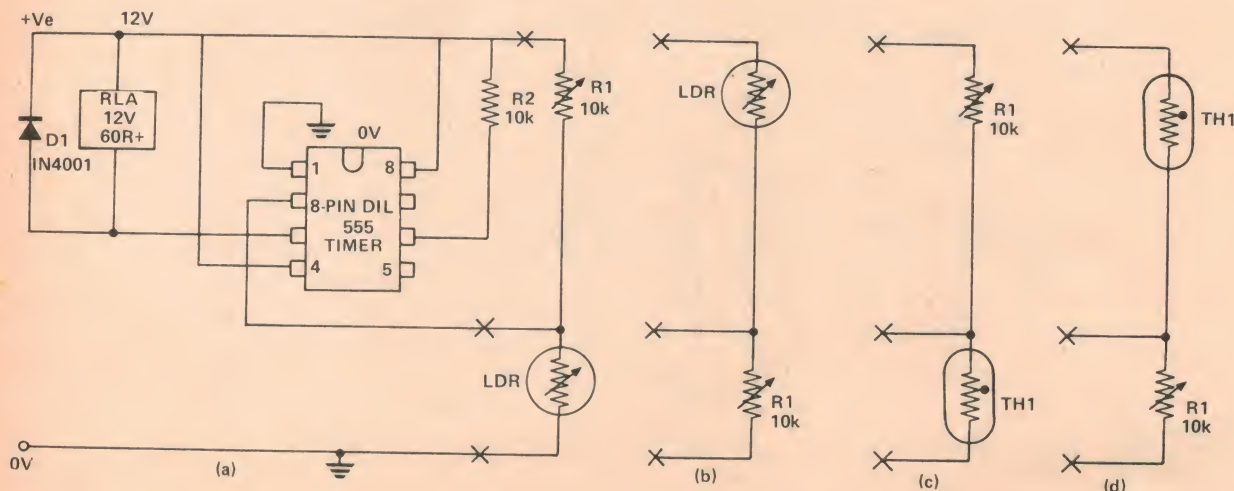 +Ve
12V
RLA
12V
60R+
D1
IN4001
0V
1
8
8-PIN DIL
555
TIMER
4
5
R2
10k
R1
10k
LDR
0V
(a)
LDR
R1
10k
(b)
R1
10k
TH1
(c)
TH1
R1
10k
(d)